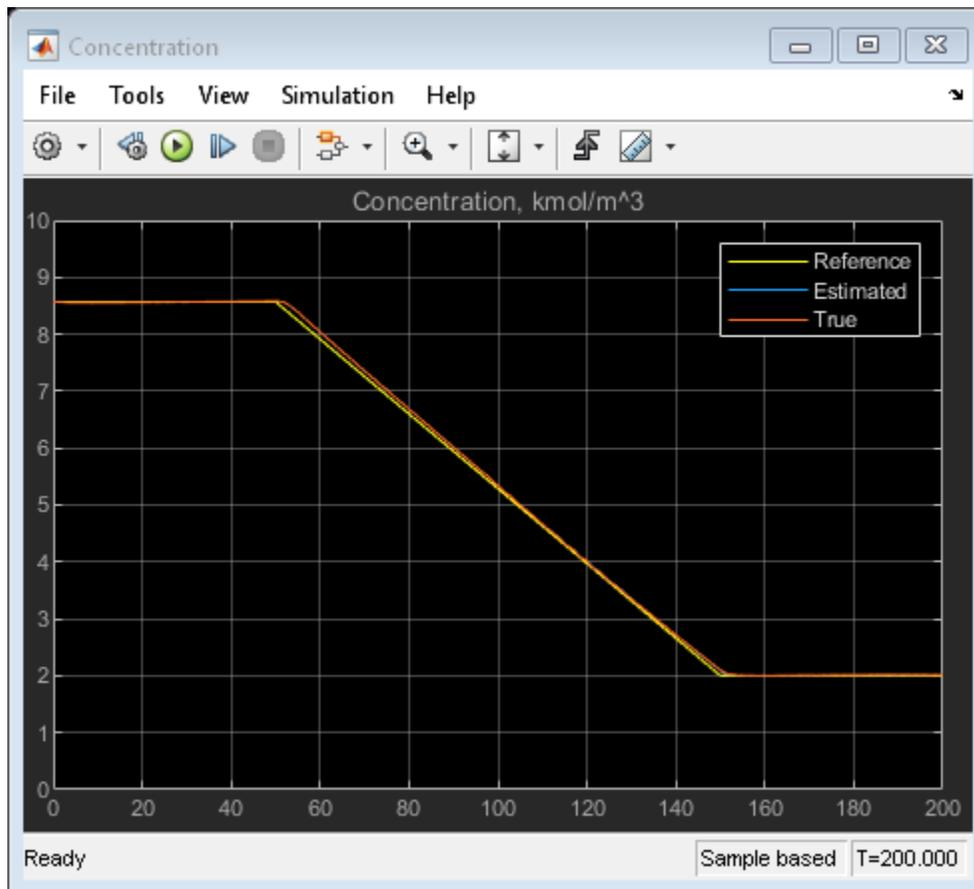 Concentration
File Tools View Simulation Help
Concentration, kmol/m^3
10
9
8
7
6
5
4
3
2
1
0
Reference
Estimated
True
0 20 40 60 80 100 120 140 160 180 200
Ready Sample based T=200.000